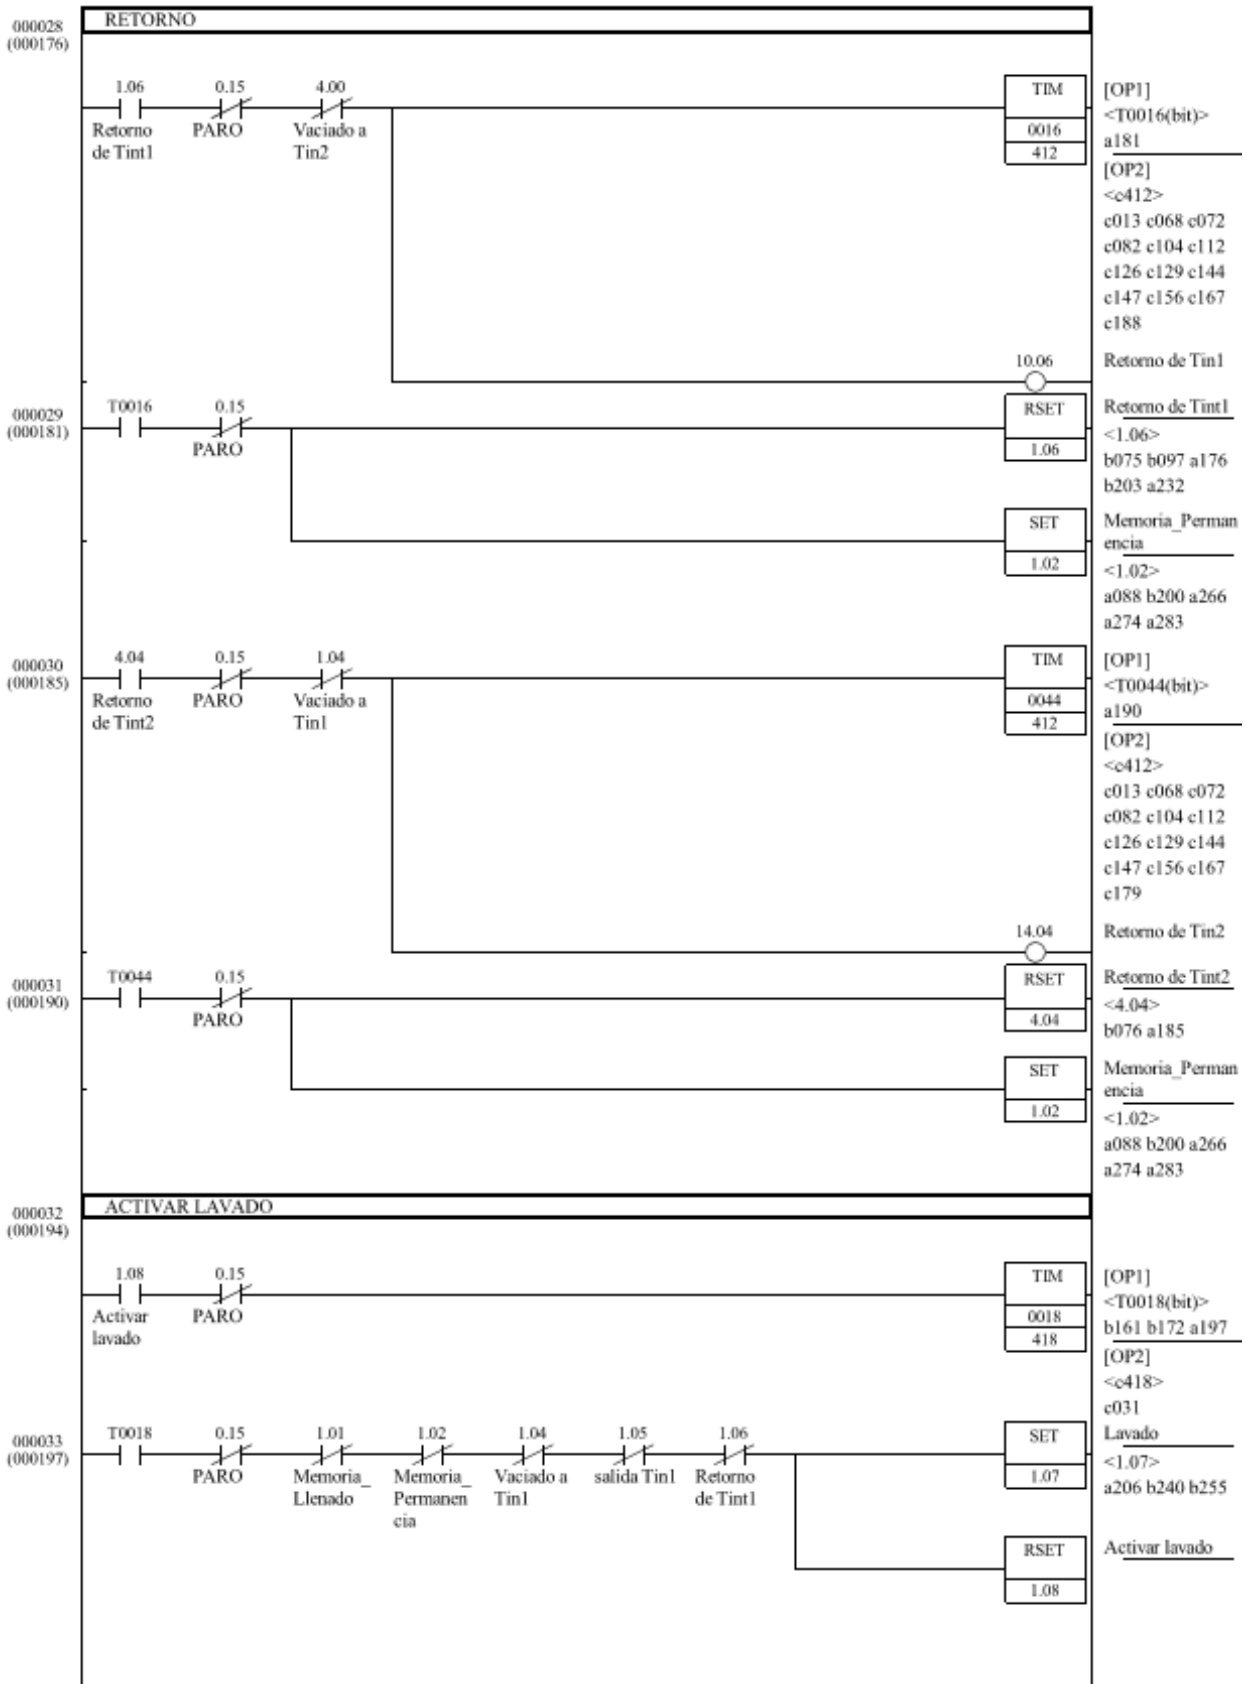 000028
(000176)
RETORNO
1.06 0.15 4.00
Retorno de Tint1
PARO
Vaciado a Tin2
TIM
0016
412
[OP1]
<T0016(bit)>
a181
[OP2]
<c412>
c013 c068 c072
c082 c104 c112
c126 c129 c144
c147 c156 c167
c188
10.06
Retorno de Tin1
000029
(000181)
T0016 0.15
PARO
RSET
1.06
Retorno de Tint1
<1.06>
b075 b097 a176
b203 a232
SET
1.02
Memoria_Perman
encia
<1.02>
a088 b200 a266
a274 a283
000030
(000185)
4.04 0.15 1.04
Retorno de Tint2
PARO
Vaciado a Tin1
TIM
0044
412
[OP1]
<T0044(bit)>
a190
[OP2]
<c412>
c013 c068 c072
c082 c104 c112
c126 c129 c144
c147 c156 c167
c179
14.04
Retorno de Tin2
000031
(000190)
T0044 0.15
PARO
RSET
4.04
Retorno de Tint2
<4.04>
b076 a185
SET
1.02
Memoria_Perman
encia
<1.02>
a088 b200 a266
a274 a283
000032
(000194)
ACTIVAR LAVADO
1.08 0.15
Activar lavado
PARO
TIM
0018
418
[OP1]
<T0018(bit)>
b161 b172 a197
[OP2]
<c418>
c031
000033
(000197)
T0018 0.15 1.01 1.02 1.04 1.05 1.06
PARO
Memoria_
Llenado
Memoria_
Permanen
cia
Vaciado a
Tin1
salida Tin1
Retorno
de Tint1
SET
1.07
Lavado
<1.07>
a206 b240 b255
RSET
1.08
Activar lavado